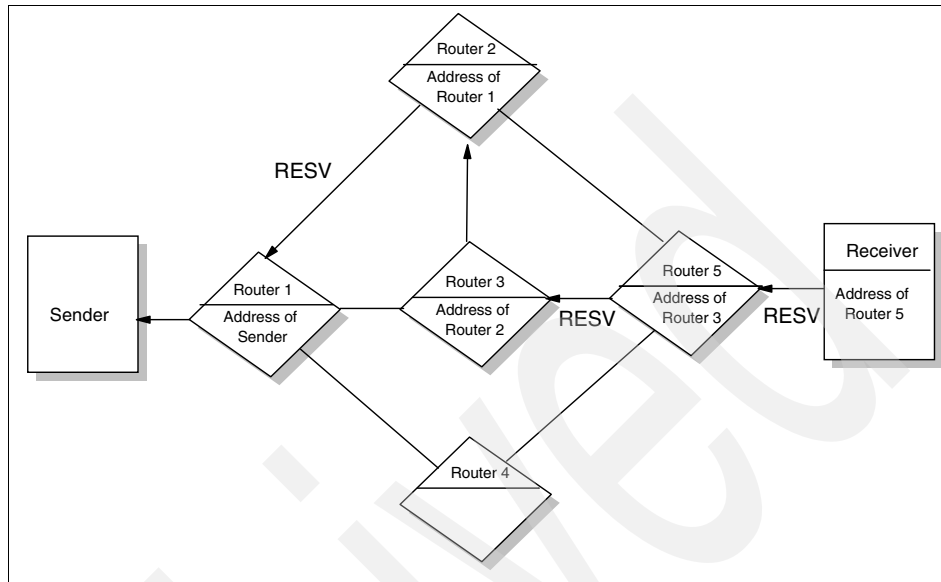 Router 2
Address of
Router 1
RESV
Sender
Router 1
Address of
Sender
Router 3
Address of
Router 2
RESV
Router 5
Address of
Router 3
RESV
Receiver
Address of
Router 5
Router 4
ived